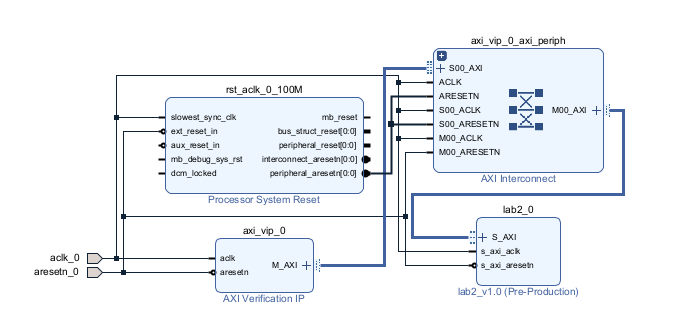 axi_vip_0_axi_periph
S00_AXI
ACLK
ARESETN
S00_ACLK
S00_ARESETN
M00_ACLK
M00_ARESETN
M00_AXI
AXI Interconnect
rst_aclk_0_100M
slowest_sync_clk
ext_reset_in
aux_reset_in
mb_debug_sys_rst
dcm_locked
mb_reset
bus_struct_reset[0:0]
peripheral_reset[0:0]
interconnect_aresetn[0:0]
peripheral_aresetn[0:0]
Processor System Reset
lab2_0
S_AXI
s_axi_aclk
s_axi_aresetn
lab2_v1.0 (Pre-Production)
axi_vip_0
aclk
aresetn
M_AXI
AXI Verification IP
aclk_0
aresetn_0